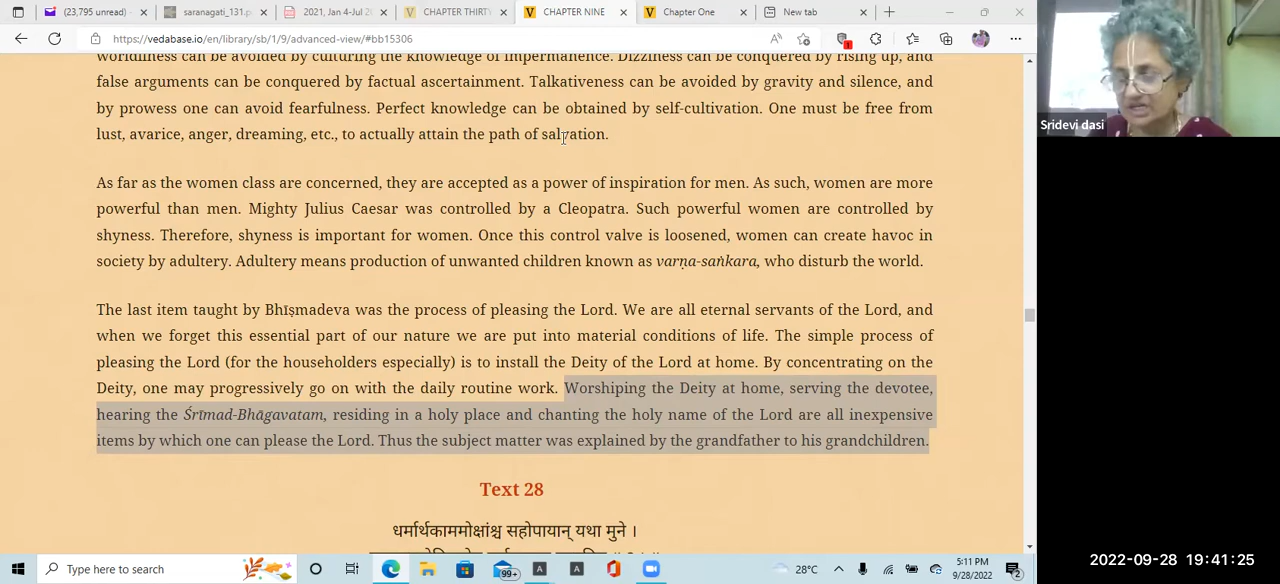 (23,795 unread) -
saranagati_131.p
2021, Jan 4-Jul 2
CHAPTER THIRTY
CHAPTER NINE
Chapter One
New tab
https://vedabase.io/en/library/sb/1/9/advanced-view/#bb15306
worldliness can be avoided by culturing the knowledge of impermanence. Dizziness can be conquered by rising up, and
false arguments can be conquered by factual ascertainment. Talkativeness can be avoided by gravity and silence, and
by prowess one can avoid fearfulness. Perfect knowledge can be obtained by self-cultivation. One must be free from
lust, avarice, anger, dreaming, etc., to actually attain the path of salvation.
As far as the women class are concerned, they are accepted as a power of inspiration for men. As such, women are more
powerful than men. Mighty Julius Caesar was controlled by a Cleopatra. Such powerful women are controlled by
shyness. Therefore, shyness is important for women. Once this control valve is loosened, women can create havoc in
society by adultery. Adultery means production of unwanted children known as varṇa-saṅkara, who disturb the world.
The last item taught by Bhīṣmadeva was the process of pleasing the Lord. We are all eternal servants of the Lord, and
when we forget this essential part of our nature we are put into material conditions of life. The simple process of
pleasing the Lord (for the householders especially) is to install the Deity of the Lord at home. By concentrating on the
Deity, one may progressively go on with the daily routine work. Worshiping the Deity at home, serving the devotee,
hearing the Śrīmad-Bhāgavatam, residing in a holy place and chanting the holy name of the Lord are all inexpensive
items by which one can please the Lord. Thus the subject matter was explained by the grandfather to his grandchildren.
Text 28
धर्मार्थकाममोक्षांश्च सहोपायान् यथा मुने ।
Sridevi dasi
Type here to search
99+
28°C
5:11 PM
9/28/2022
2
2022-09-28 19:41:25